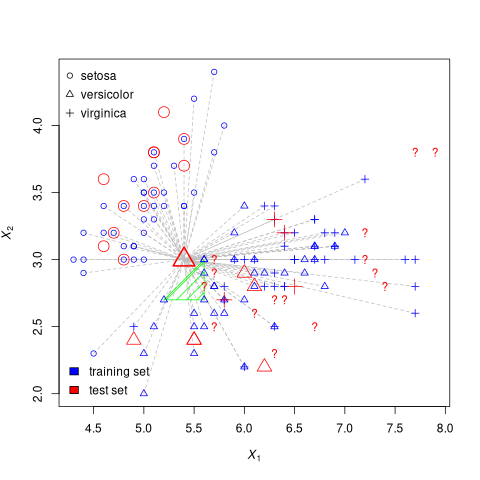 setosa
versicolor
virginica
X2
4.0
3.5
3.0
2.5
2.0
? ?
?
?
? ?
? ?
? ?
? ?
?
? ?
?
training set
test set
4.5 5.0 5.5 6.0 6.5 7.0 7.5 8.0
X1